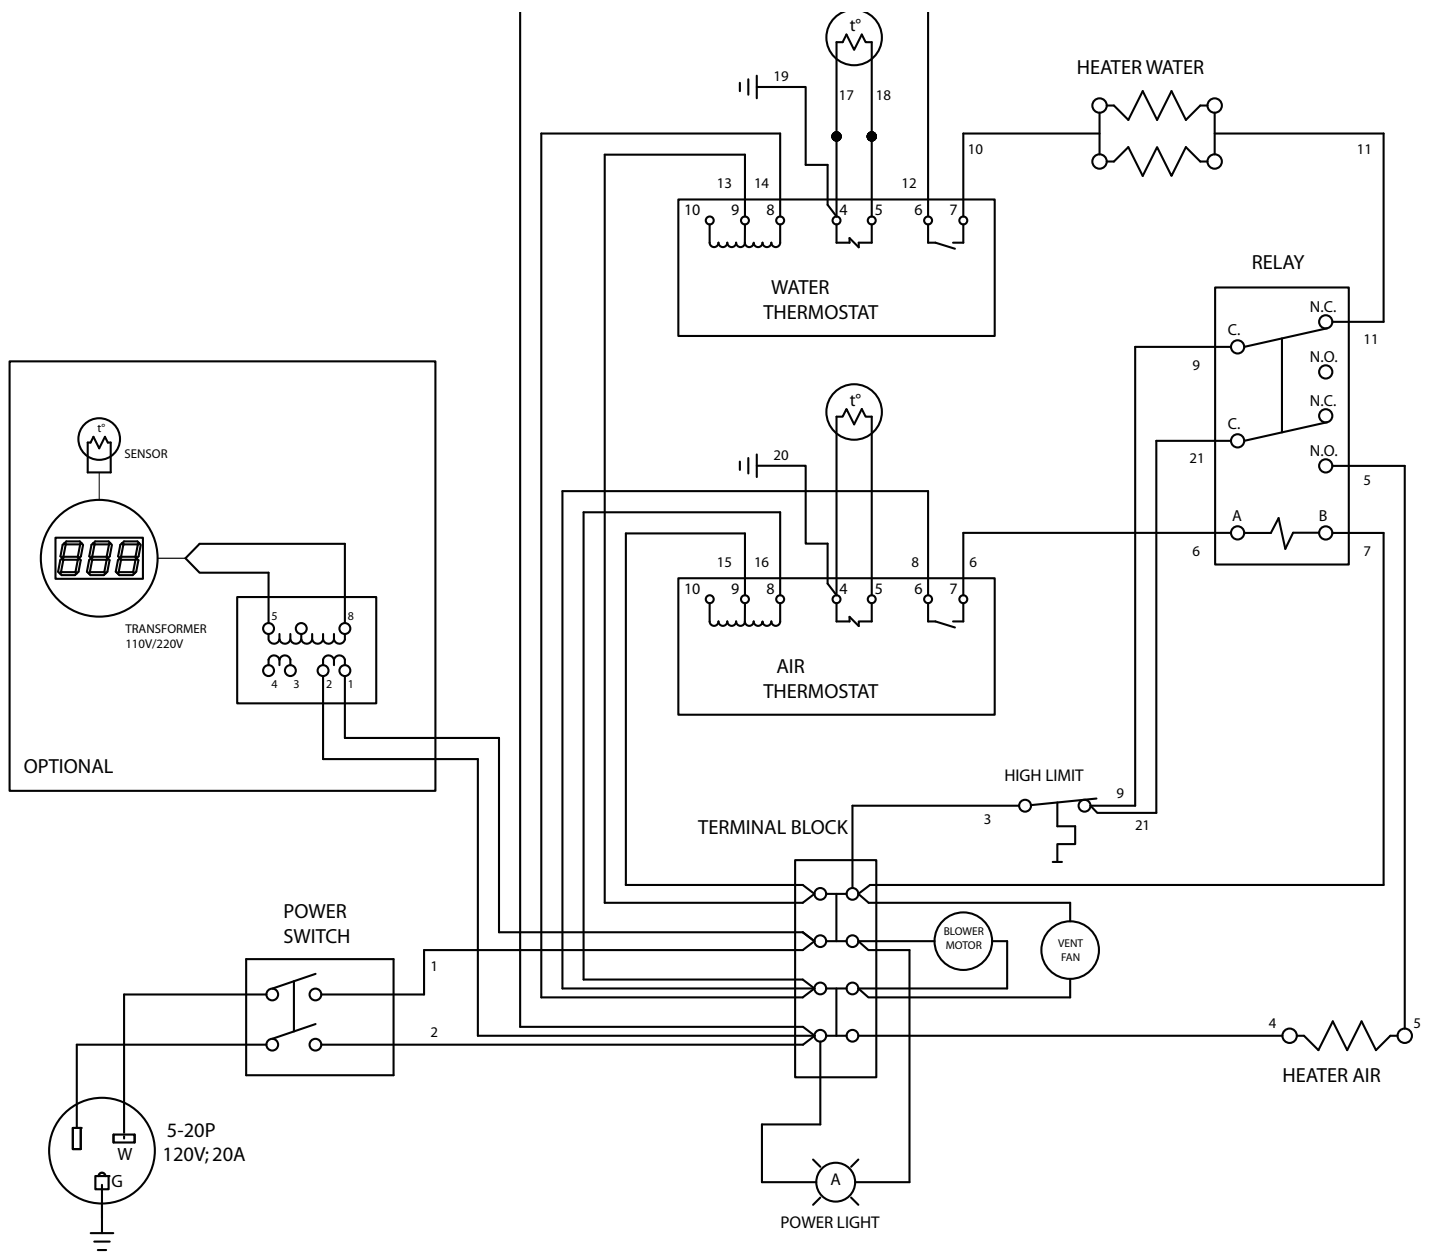 t°
HEATER WATER
19
17
18
10
11
13
14
12
10
9
8
4
5
6
7
WATER
THERMOSTAT
RELAY
N.C.
C.
11
9
N.O.
N.C.
C.
21
N.O.
5
A
B
6
7
t°
SENSOR
888
TRANSFORMER
110V/220V
5
8
4
3
2
1
OPTIONAL
t°
20
15
16
8
6
10
9
8
4
5
6
7
AIR
THERMOSTAT
HIGH LIMIT
9
3
21
TERMINAL BLOCK
POWER
SWITCH
1
2
BLOWER
MOTOR
VENT
FAN
4
5
HEATER AIR
5-20P
120V; 20A
W
G
A
POWER LIGHT